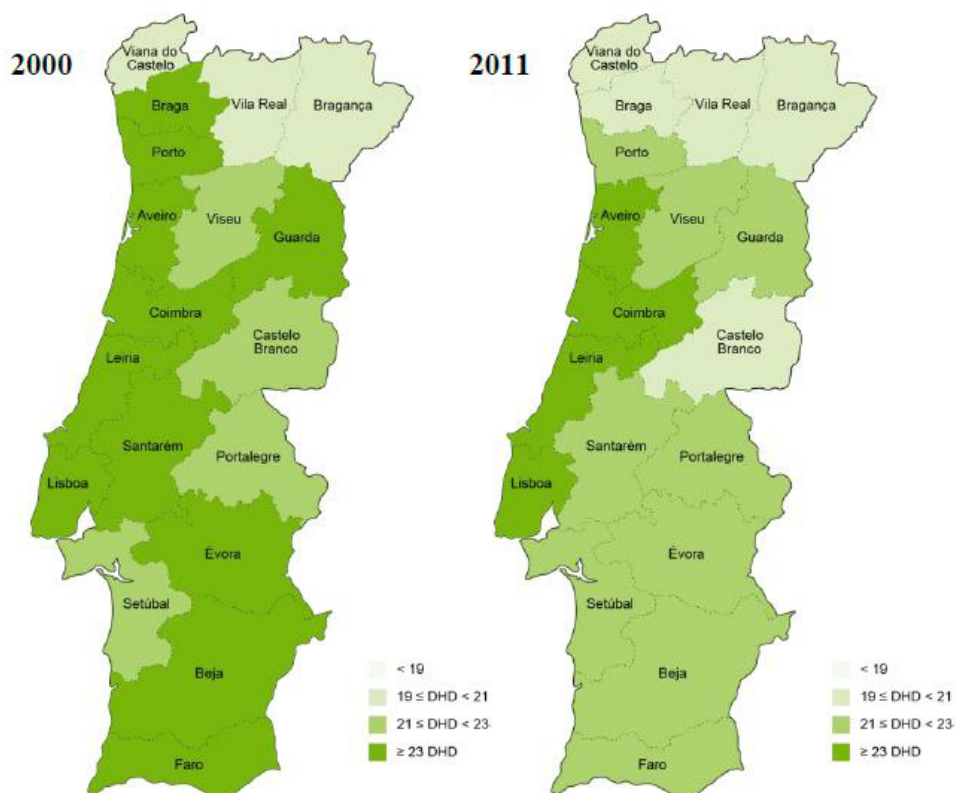 2000
Viana do
Castelo
Braga
Vila Real
Bragança
Porto
Aveiro
Viseu
Guarda
Coimbra
Castelo
Branco
Leiria
Santarém
Portalegre
Lisboa
Évora
Setúbal
Beja
Faro
< 19
19 ≤ DHD < 21
21 ≤ DHD < 23
≥ 23 DHD
2011
Viana do
Castelo
Braga
Vila Real
Bragança
Porto
Aveiro
Viseu
Guarda
Coimbra
Castelo
Branco
Leiria
Santarém
Portalegre
Lisboa
Évora
Setúbal
Beja
Faro
< 19
19 ≤ DHD < 21
21 ≤ DHD < 23
≥ 23 DHD